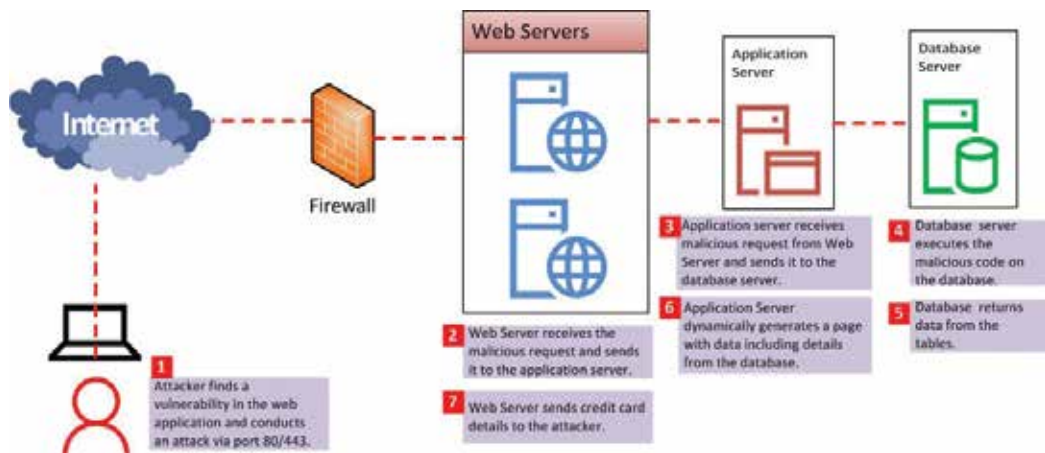 Web Servers
Application
Server
Database
Server
Internet
Firewall
3 Application server receives
malicious request from Web
Server and sends it to the
database server.
4 Database server
executes the
malicious code on
the database.
6 Application Server
dynamically generates a page
with data including details
from the database.
5 Database returns
data from the
tables.
2 Web Server receives the
malicious request and sends
it to the application server.
1
Attacker finds a
vulnerability in the web
application and conducts
an attack via port 80/443.
7 Web Server sends credit card
details to the attacker.